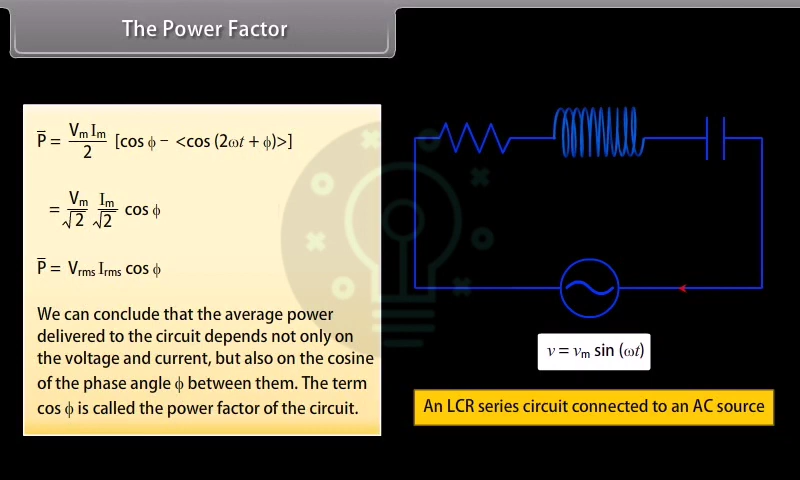 The Power Factor
P̅ = VₘIₘ/2 [cos ϕ − <cos (2ωt + ϕ)>]
= Vₘ/√2 Iₘ/√2 cos ϕ
P̅ = Vrms Irms cos ϕ
We can conclude that the average power
delivered to the circuit depends not only on
the voltage and current, but also on the cosine
of the phase angle ϕ between them. The term
cos ϕ is called the power factor of the circuit.
v = vₘ sin (ωt)
An LCR series circuit connected to an AC source